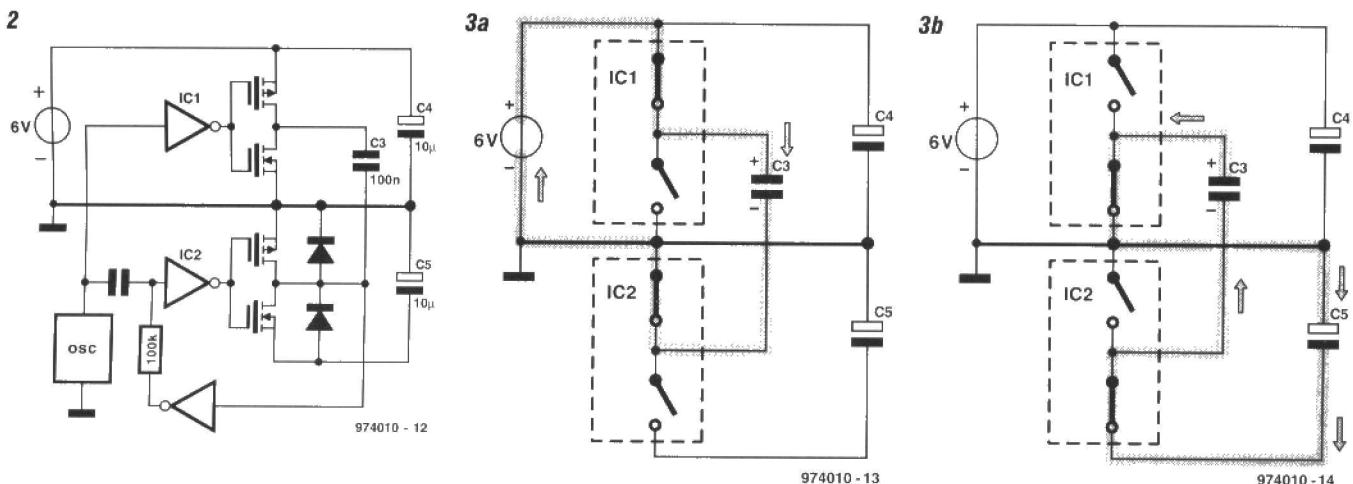 2
IC1
+
6V
−
C4
10µ
C3
100n
IC2
C5
10µ
osc
100k
974010 - 12
3a
IC1
+
6V
−
C4
+
C3
−
IC2
C5
974010 - 13
3b
IC1
+
6V
−
C4
+
C3
−
IC2
C5
974010 - 14